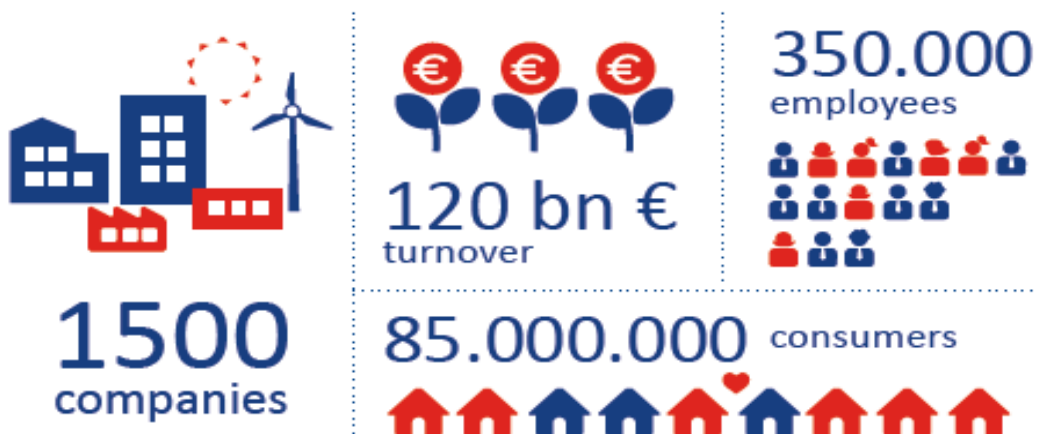 € € €
120 bn €
turnover
350.000
employees
1500
companies
85.000.000 consumers